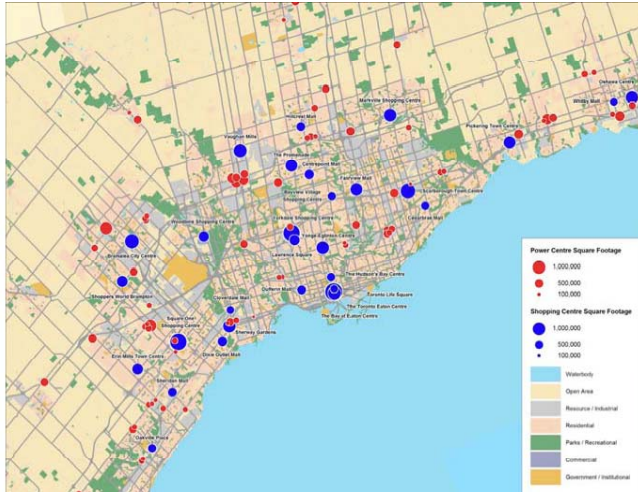 Oshawa Centre
Whitby Mall
Markville Shopping Centre
Hillcrest Mall
Pickering Town Centre
Vaughan Mills
The Promenade
Centrepoint Mall
Fairview Mall
Bayview Village
Shopping Centre
Scarborough Town Centre
Cedarbrae Mall
Woodbine Shopping Centre
Yorkdale Shopping Centre
Yonge Eglinton Centre
Lawrence Square
Bramalea City Centre
The Hudson's Bay Centre
Shoppers World Brampton
Dufferin Mall
Cloverdale Mall
Toronto Life Square
The Toronto Eaton Centre
The Bay at Eaton Centre
Square One
Shopping Centre
Sherway Gardens
Dixie Outlet Mall
Erin Mills Town Centre
Sheridan Mall
Oakville Place
Power Centre Square Footage
1,000,000
500,000
100,000
Shopping Centre Square Footage
1,000,000
500,000
100,000
Waterbody
Open Area
Resource / Industrial
Residential
Parks / Recreational
Commercial
Government / Institutional